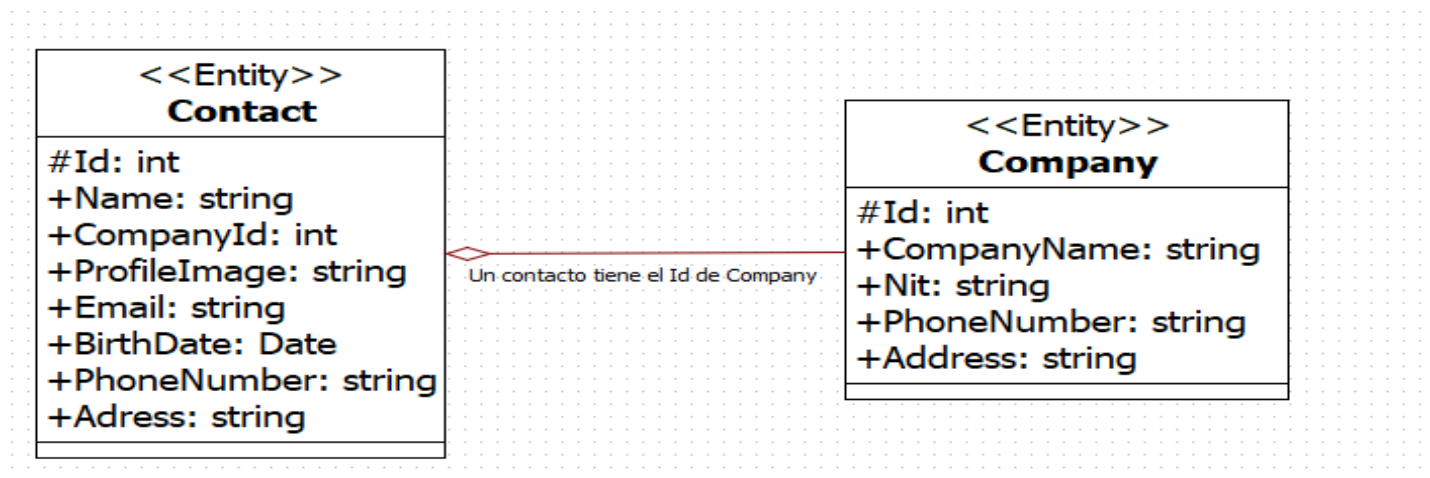 <<Entity>>
Contact
#Id: int
+Name: string
+CompanyId: int
+ProfileImage: string
+Email: string
+BirthDate: Date
+PhoneNumber: string
+Adress: string
Un contacto tiene el Id de Company
<<Entity>>
Company
#Id: int
+CompanyName: string
+Nit: string
+PhoneNumber: string
+Address: string